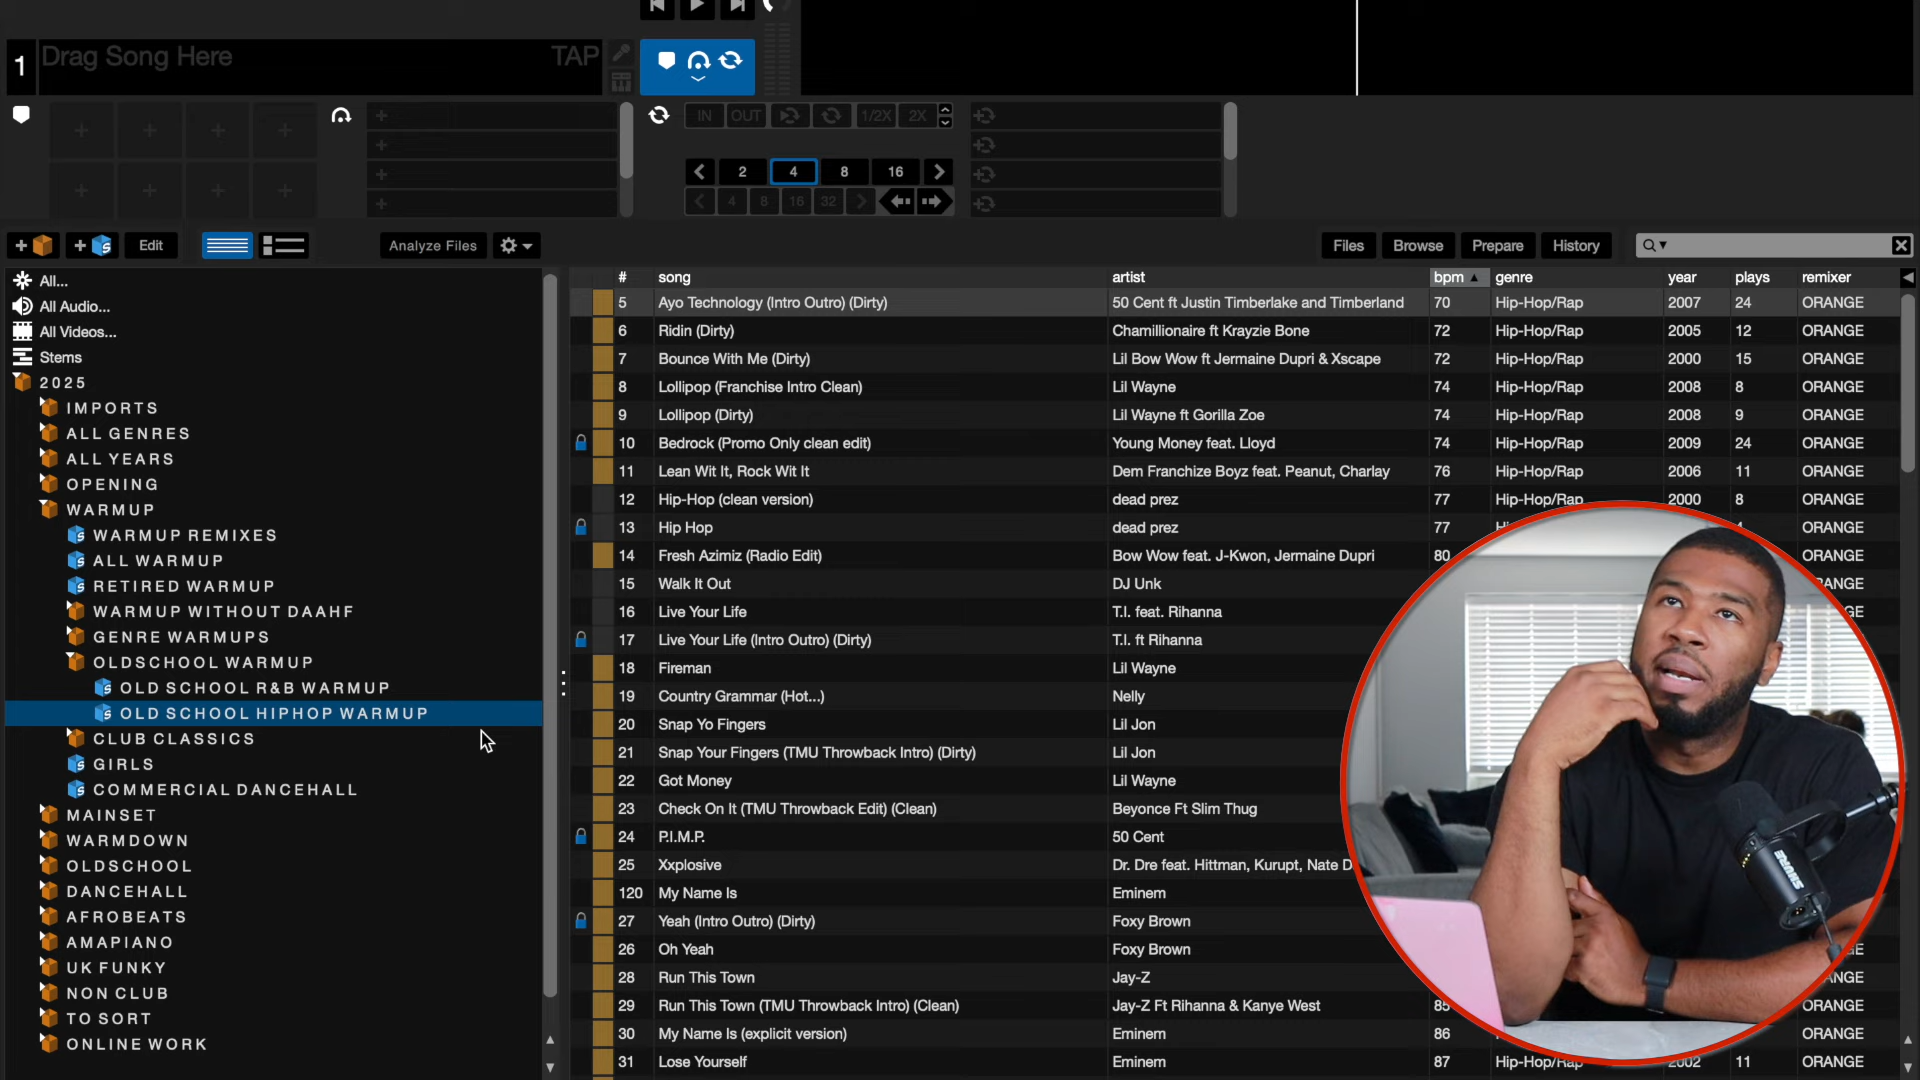 1 Drag Song Here TAP
+ + + + + IN OUT 1/2X 2X
+
+ 2 4 8 16
+ + + + + 4 8 16 32
+ + Edit Analyze Files Files Browse Prepare History
All...
All Audio...
All Videos...
Stems
2025
IMPORTS
ALL GENRES
ALL YEARS
OPENING
WARMUP
WARMUP REMIXES
ALL WARMUP
RETIRED WARMUP
WARMUP WITHOUT DAAHF
GENRE WARMUPS
OLDSCHOOL WARMUP
OLD SCHOOL R&B WARMUP
OLD SCHOOL HIPHOP WARMUP
CLUB CLASSICS
GIRLS
COMMERCIAL DANCEHALL
MAINSET
WARMDOWN
OLDSCHOOL
DANCEHALL
AFROBEATS
AMAPIANO
UK FUNKY
NON CLUB
TO SORT
ONLINE WORK
# song artist bpm genre year plays remixer
5 Ayo Technology (Intro Outro) (Dirty) 50 Cent ft Justin Timberlake and Timberland 70 Hip-Hop/Rap 2007 24 ORANGE
6 Ridin (Dirty) Chamillionaire ft Krayzie Bone 72 Hip-Hop/Rap 2005 12 ORANGE
7 Bounce With Me (Dirty) Lil Bow Wow ft Jermaine Dupri & Xscape 72 Hip-Hop/Rap 2000 15 ORANGE
8 Lollipop (Franchise Intro Clean) Lil Wayne 74 Hip-Hop/Rap 2008 8 ORANGE
9 Lollipop (Dirty) Lil Wayne ft Gorilla Zoe 74 Hip-Hop/Rap 2008 9 ORANGE
10 Bedrock (Promo Only clean edit) Young Money feat. Lloyd 74 Hip-Hop/Rap 2009 24 ORANGE
11 Lean Wit It, Rock Wit It Dem Franchize Boyz feat. Peanut, Charlay 76 Hip-Hop/Rap 2006 11 ORANGE
12 Hip-Hop (clean version) dead prez 77 Hip-Hop/Rap 2000 8 ORANGE
13 Hip Hop dead prez 77 ORANGE
14 Fresh Azimiz (Radio Edit) Bow Wow feat. J-Kwon, Jermaine Dupri 80 ORANGE
15 Walk It Out DJ Unk
16 Live Your Life T.I. feat. Rihanna
17 Live Your Life (Intro Outro) (Dirty) T.I. ft Rihanna
18 Fireman Lil Wayne
19 Country Grammar (Hot...) Nelly
20 Snap Yo Fingers Lil Jon
21 Snap Your Fingers (TMU Throwback Intro) (Dirty) Lil Jon
22 Got Money Lil Wayne
23 Check On It (TMU Throwback Edit) (Clean) Beyonce Ft Slim Thug
24 P.I.M.P. 50 Cent
25 Xxplosive Dr. Dre feat. Hittman, Kurupt, Nate D
120 My Name Is Eminem
27 Yeah (Intro Outro) (Dirty) Foxy Brown
26 Oh Yeah Foxy Brown
28 Run This Town Jay-Z
29 Run This Town (TMU Throwback Intro) (Clean) Jay-Z Ft Rihanna & Kanye West 85 ORANGE
30 My Name Is (explicit version) Eminem 86 ORANGE
31 Lose Yourself Eminem 87 Hip-Hop/Rap 2002 11 ORANGE
SHURE